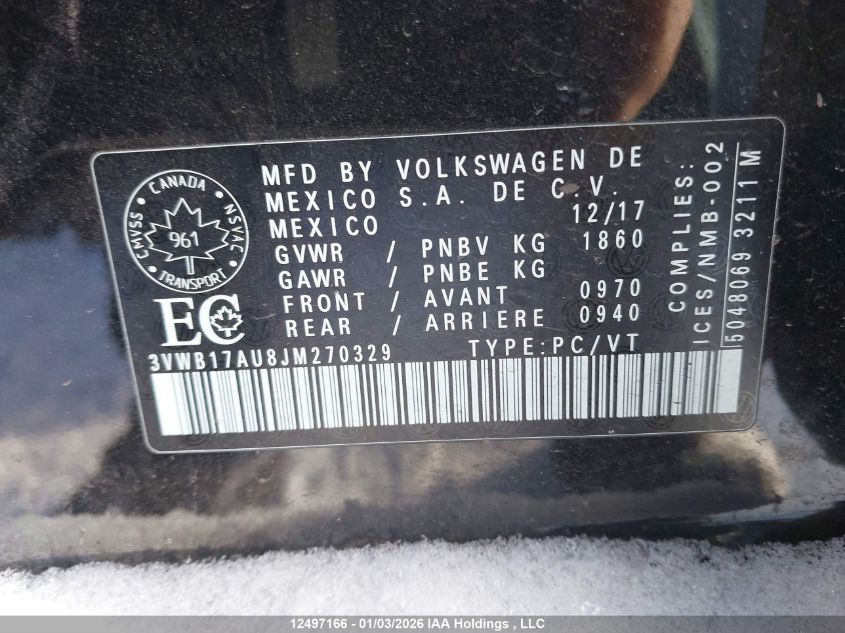 CANADA
CMVSS
NSVAC
961
TRANSPORT
EC
MFD BY VOLKSWAGEN DE
MEXICO S.A. DE C.V.
MEXICO 12/17
GVWR / PNBV KG 1860
GAWR / PNBE KG
FRONT / AVANT 0970
REAR / ARRIERE 0940
3VWB17AU8JM270329 TYPE:PC/VT
COMPLIES:
ICES/NMB-002
5048069 3211 M
12497166 - 01/03/2026 IAA Holdings , LLC